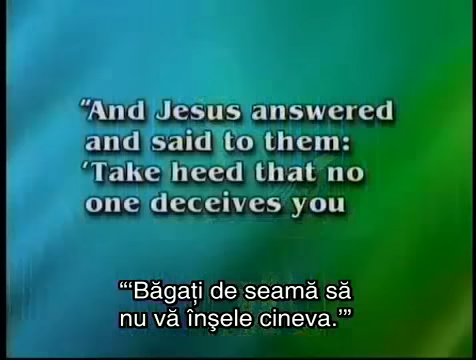 "And Jesus answered
and said to them:
'Take heed that no
one deceives you
“‘Băgați de seamă să
nu vă înşele cineva.’”